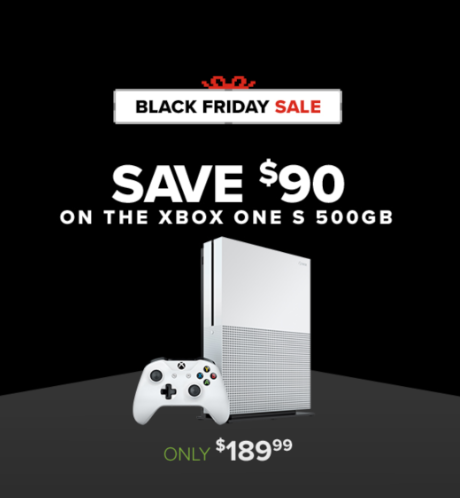 BLACK FRIDAY SALE
SAVE $90
ON THE XBOX ONE S 500GB
ONLY $189.99